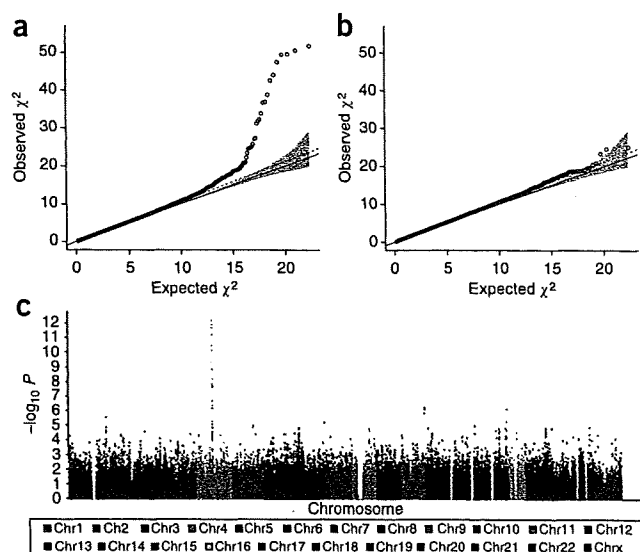 a
50
40
30
20
10
0
Observed χ²
0 5 10 15 20
Expected χ²
b
50
40
30
20
10
0
Observed χ²
0 5 10 15 20
Expected χ²
c
12
11
10
9
8
7
6
5
4
3
2
1
0
−log₁₀ P
Chromosome
Chr1 Chr2 Chr3 Chr4 Chr5 Chr6 Chr7 Chr8 Chr9 Chr10 Chr11 Chr12
Chr13 Chr14 Chr15 Chr16 Chr17 Chr18 Chr19 Chr20 Chr21 Chr22 Chrx